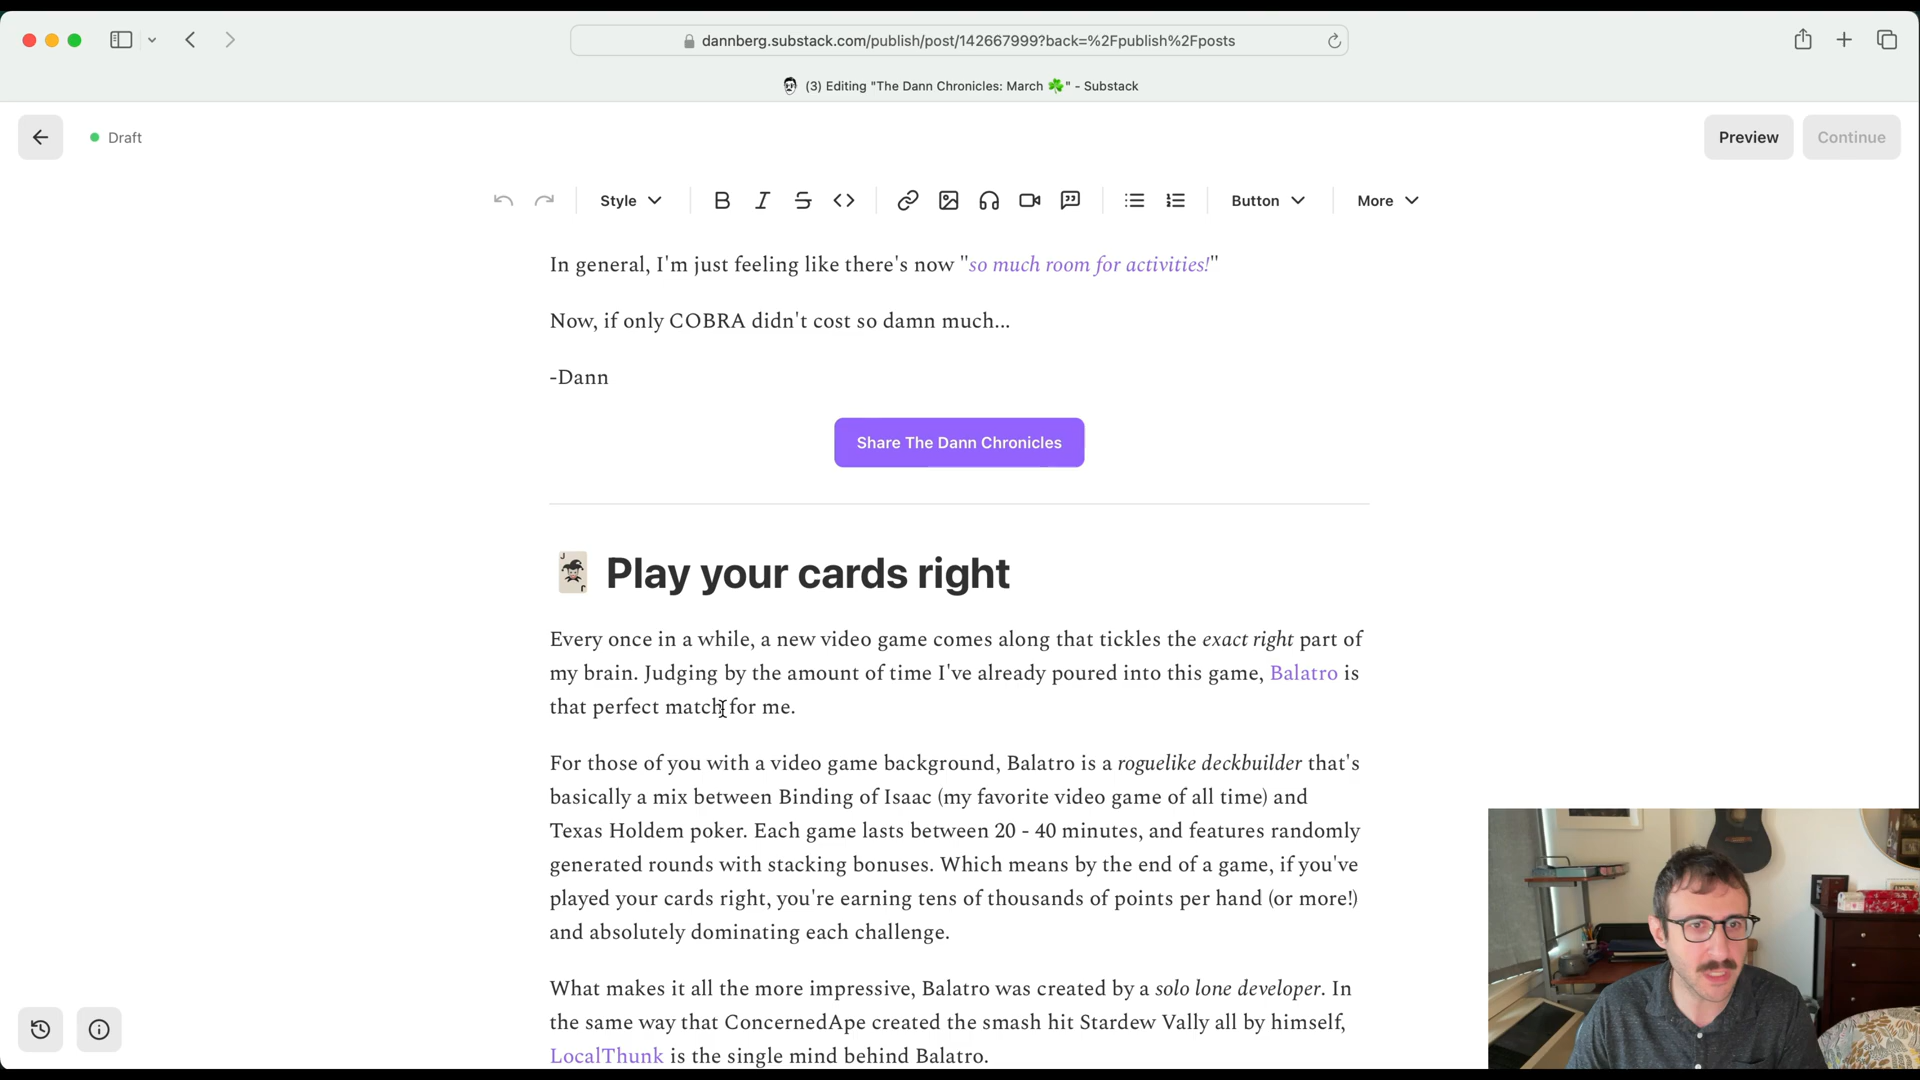 dannberg.substack.com/publish/post/142667999?back=%2Fpublish%2Fposts
(3) Editing "The Dann Chronicles: March ☘️" - Substack
Draft
Preview
Continue
Style
Button
More
In general, I'm just feeling like there's now "so much room for activities!"
Now, if only COBRA didn't cost so damn much...
-Dann
Share The Dann Chronicles
🃏 Play your cards right
Every once in a while, a new video game comes along that tickles the exact right part of
my brain. Judging by the amount of time I've already poured into this game, Balatro is
that perfect match for me.
For those of you with a video game background, Balatro is a roguelike deckbuilder that's
basically a mix between Binding of Isaac (my favorite video game of all time) and
Texas Holdem poker. Each game lasts between 20 - 40 minutes, and features randomly
generated rounds with stacking bonuses. Which means by the end of a game, if you've
played your cards right, you're earning tens of thousands of points per hand (or more!)
and absolutely dominating each challenge.
What makes it all the more impressive, Balatro was created by a solo lone developer. In
the same way that ConcernedApe created the smash hit Stardew Vally all by himself,
LocalThunk is the single mind behind Balatro.